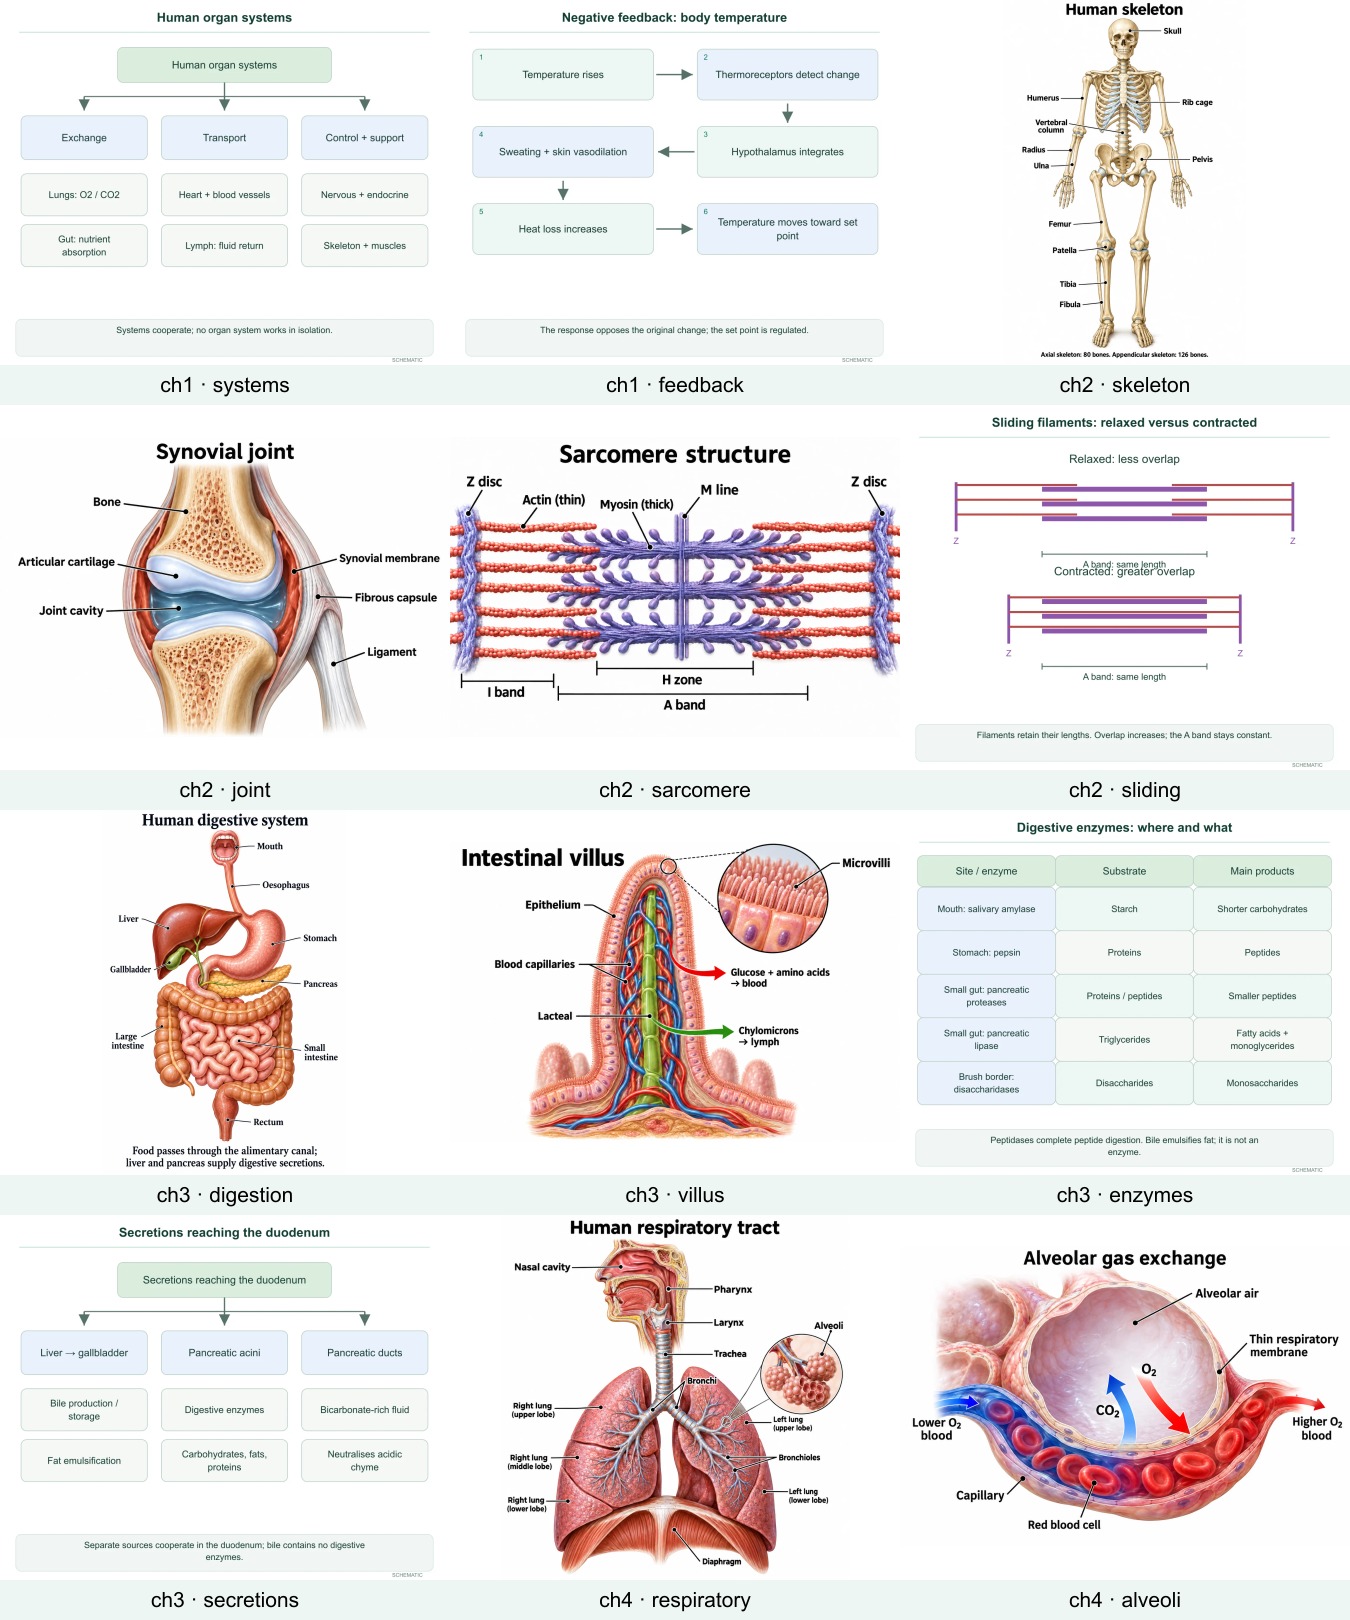 Human organ systems
Human organ systems
Exchange
Transport
Control + support
Lungs: O2 / CO2
Heart + blood vessels
Nervous + endocrine
Gut: nutrient
absorption
Lymph: fluid return
Skeleton + muscles
Systems cooperate; no organ system works in isolation.
SCHEMATIC
ch1 · systems
Negative feedback: body temperature
1
Temperature rises
2
Thermoreceptors detect change
4
Sweating + skin vasodilation
3
Hypothalamus integrates
5
Heat loss increases
6
Temperature moves toward set
point
The response opposes the original change; the set point is regulated.
SCHEMATIC
ch1 · feedback
Human skeleton
Skull
Humerus
Rib cage
Vertebral
column
Radius
Ulna
Pelvis
Femur
Patella
Tibia
Fibula
Axial skeleton: 80 bones. Appendicular skeleton: 126 bones.
ch2 · skeleton
Synovial joint
Bone
Articular cartilage
Joint cavity
Synovial membrane
Fibrous capsule
Ligament
ch2 · joint
Sarcomere structure
Z disc
Actin (thin)
Myosin (thick)
M line
Z disc
H zone
I band
A band
ch2 · sarcomere
Sliding filaments: relaxed versus contracted
Relaxed: less overlap
Z
Z
A band: same length
Contracted: greater overlap
Z
Z
A band: same length
Filaments retain their lengths. Overlap increases; the A band stays constant.
SCHEMATIC
ch2 · sliding
Human digestive system
Mouth
Oesophagus
Liver
Stomach
Gallbladder
Pancreas
Large
intestine
Small
intestine
Rectum
Food passes through the alimentary canal;
liver and pancreas supply digestive secretions.
ch3 · digestion
Intestinal villus
Microvilli
Epithelium
Blood capillaries
Glucose + amino acids
→ blood
Lacteal
Chylomicrons
→ lymph
ch3 · villus
Digestive enzymes: where and what
Site / enzyme
Substrate
Main products
Mouth: salivary amylase
Starch
Shorter carbohydrates
Stomach: pepsin
Proteins
Peptides
Small gut: pancreatic
proteases
Proteins / peptides
Smaller peptides
Small gut: pancreatic
lipase
Triglycerides
Fatty acids +
monoglycerides
Brush border:
disaccharidases
Disaccharides
Monosaccharides
Peptidases complete peptide digestion. Bile emulsifies fat; it is not an
enzyme.
SCHEMATIC
ch3 · enzymes
Secretions reaching the duodenum
Secretions reaching the duodenum
Liver → gallbladder
Pancreatic acini
Pancreatic ducts
Bile production /
storage
Digestive enzymes
Bicarbonate-rich fluid
Fat emulsification
Carbohydrates, fats,
proteins
Neutralises acidic
chyme
Separate sources cooperate in the duodenum; bile contains no digestive
enzymes.
SCHEMATIC
ch3 · secretions
Human respiratory tract
Nasal cavity
Pharynx
Larynx
Alveoli
Trachea
Bronchi
Right lung
(upper lobe)
Left lung
(upper lobe)
Right lung
(middle lobe)
Bronchioles
Right lung
(lower lobe)
Left lung
(lower lobe)
Diaphragm
ch4 · respiratory
Alveolar gas exchange
Alveolar air
Thin respiratory
membrane
O₂
CO₂
Lower O₂
blood
Higher O₂
blood
Capillary
Red blood cell
ch4 · alveoli